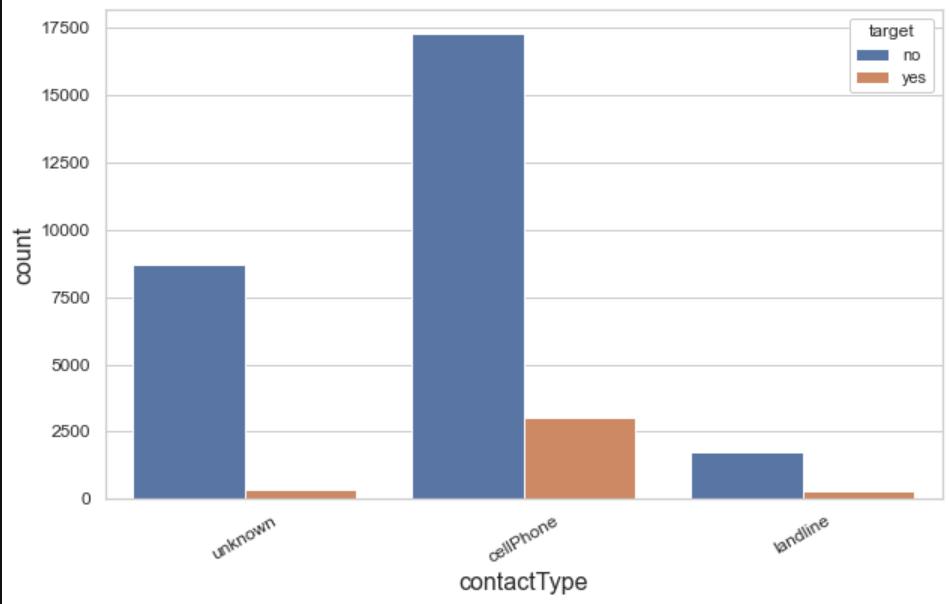 target
no
yes
17500
15000
12500
10000
7500
5000
2500
0
count
unknown
cellPhone
landline
contactType